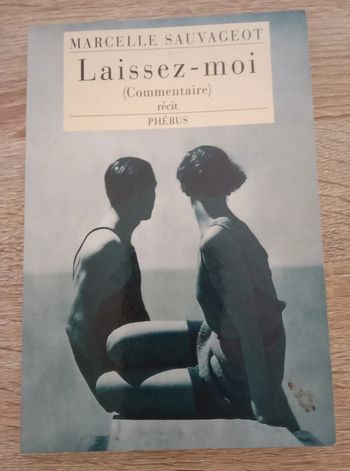 MARCELLE SAUVAGEOT
Laissez-moi
(Commentaire)
récit
PHÉBUS